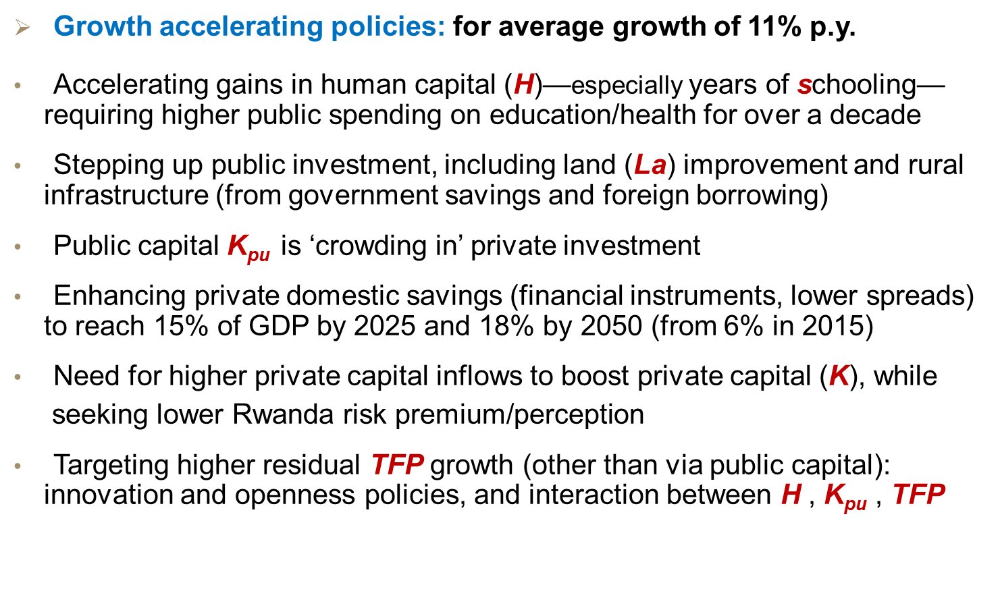 ➢ Growth accelerating policies: for average growth of 11% p.y.
• Accelerating gains in human capital (H)—especially years of schooling—
requiring higher public spending on education/health for over a decade
• Stepping up public investment, including land (La) improvement and rural
infrastructure (from government savings and foreign borrowing)
• Public capital Kpu is ‘crowding in’ private investment
• Enhancing private domestic savings (financial instruments, lower spreads)
to reach 15% of GDP by 2025 and 18% by 2050 (from 6% in 2015)
• Need for higher private capital inflows to boost private capital (K), while
seeking lower Rwanda risk premium/perception
• Targeting higher residual TFP growth (other than via public capital):
innovation and openness policies, and interaction between H , Kpu , TFP